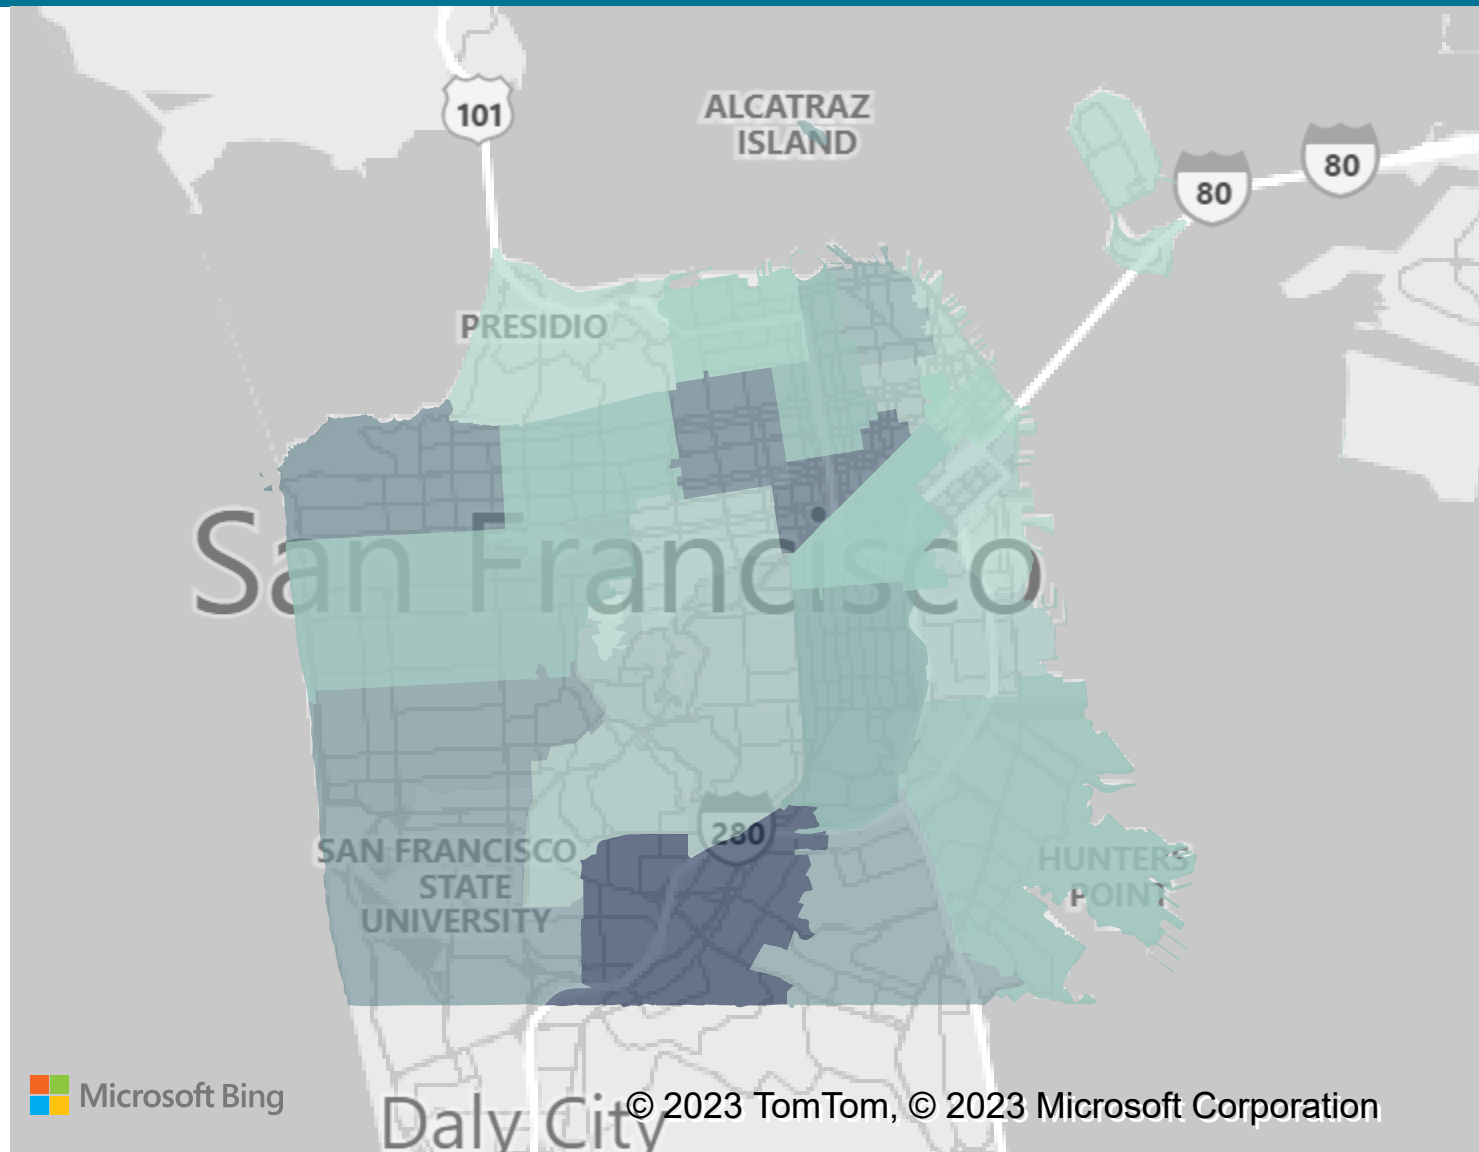 101
ALCATRAZ
ISLAND
80
80
PRESIDIO
San Francisco
280
SAN FRANCISCO
STATE
UNIVERSITY
HUNTERS
POINT
Microsoft Bing
Daly City
© 2023 TomTom, © 2023 Microsoft Corporation